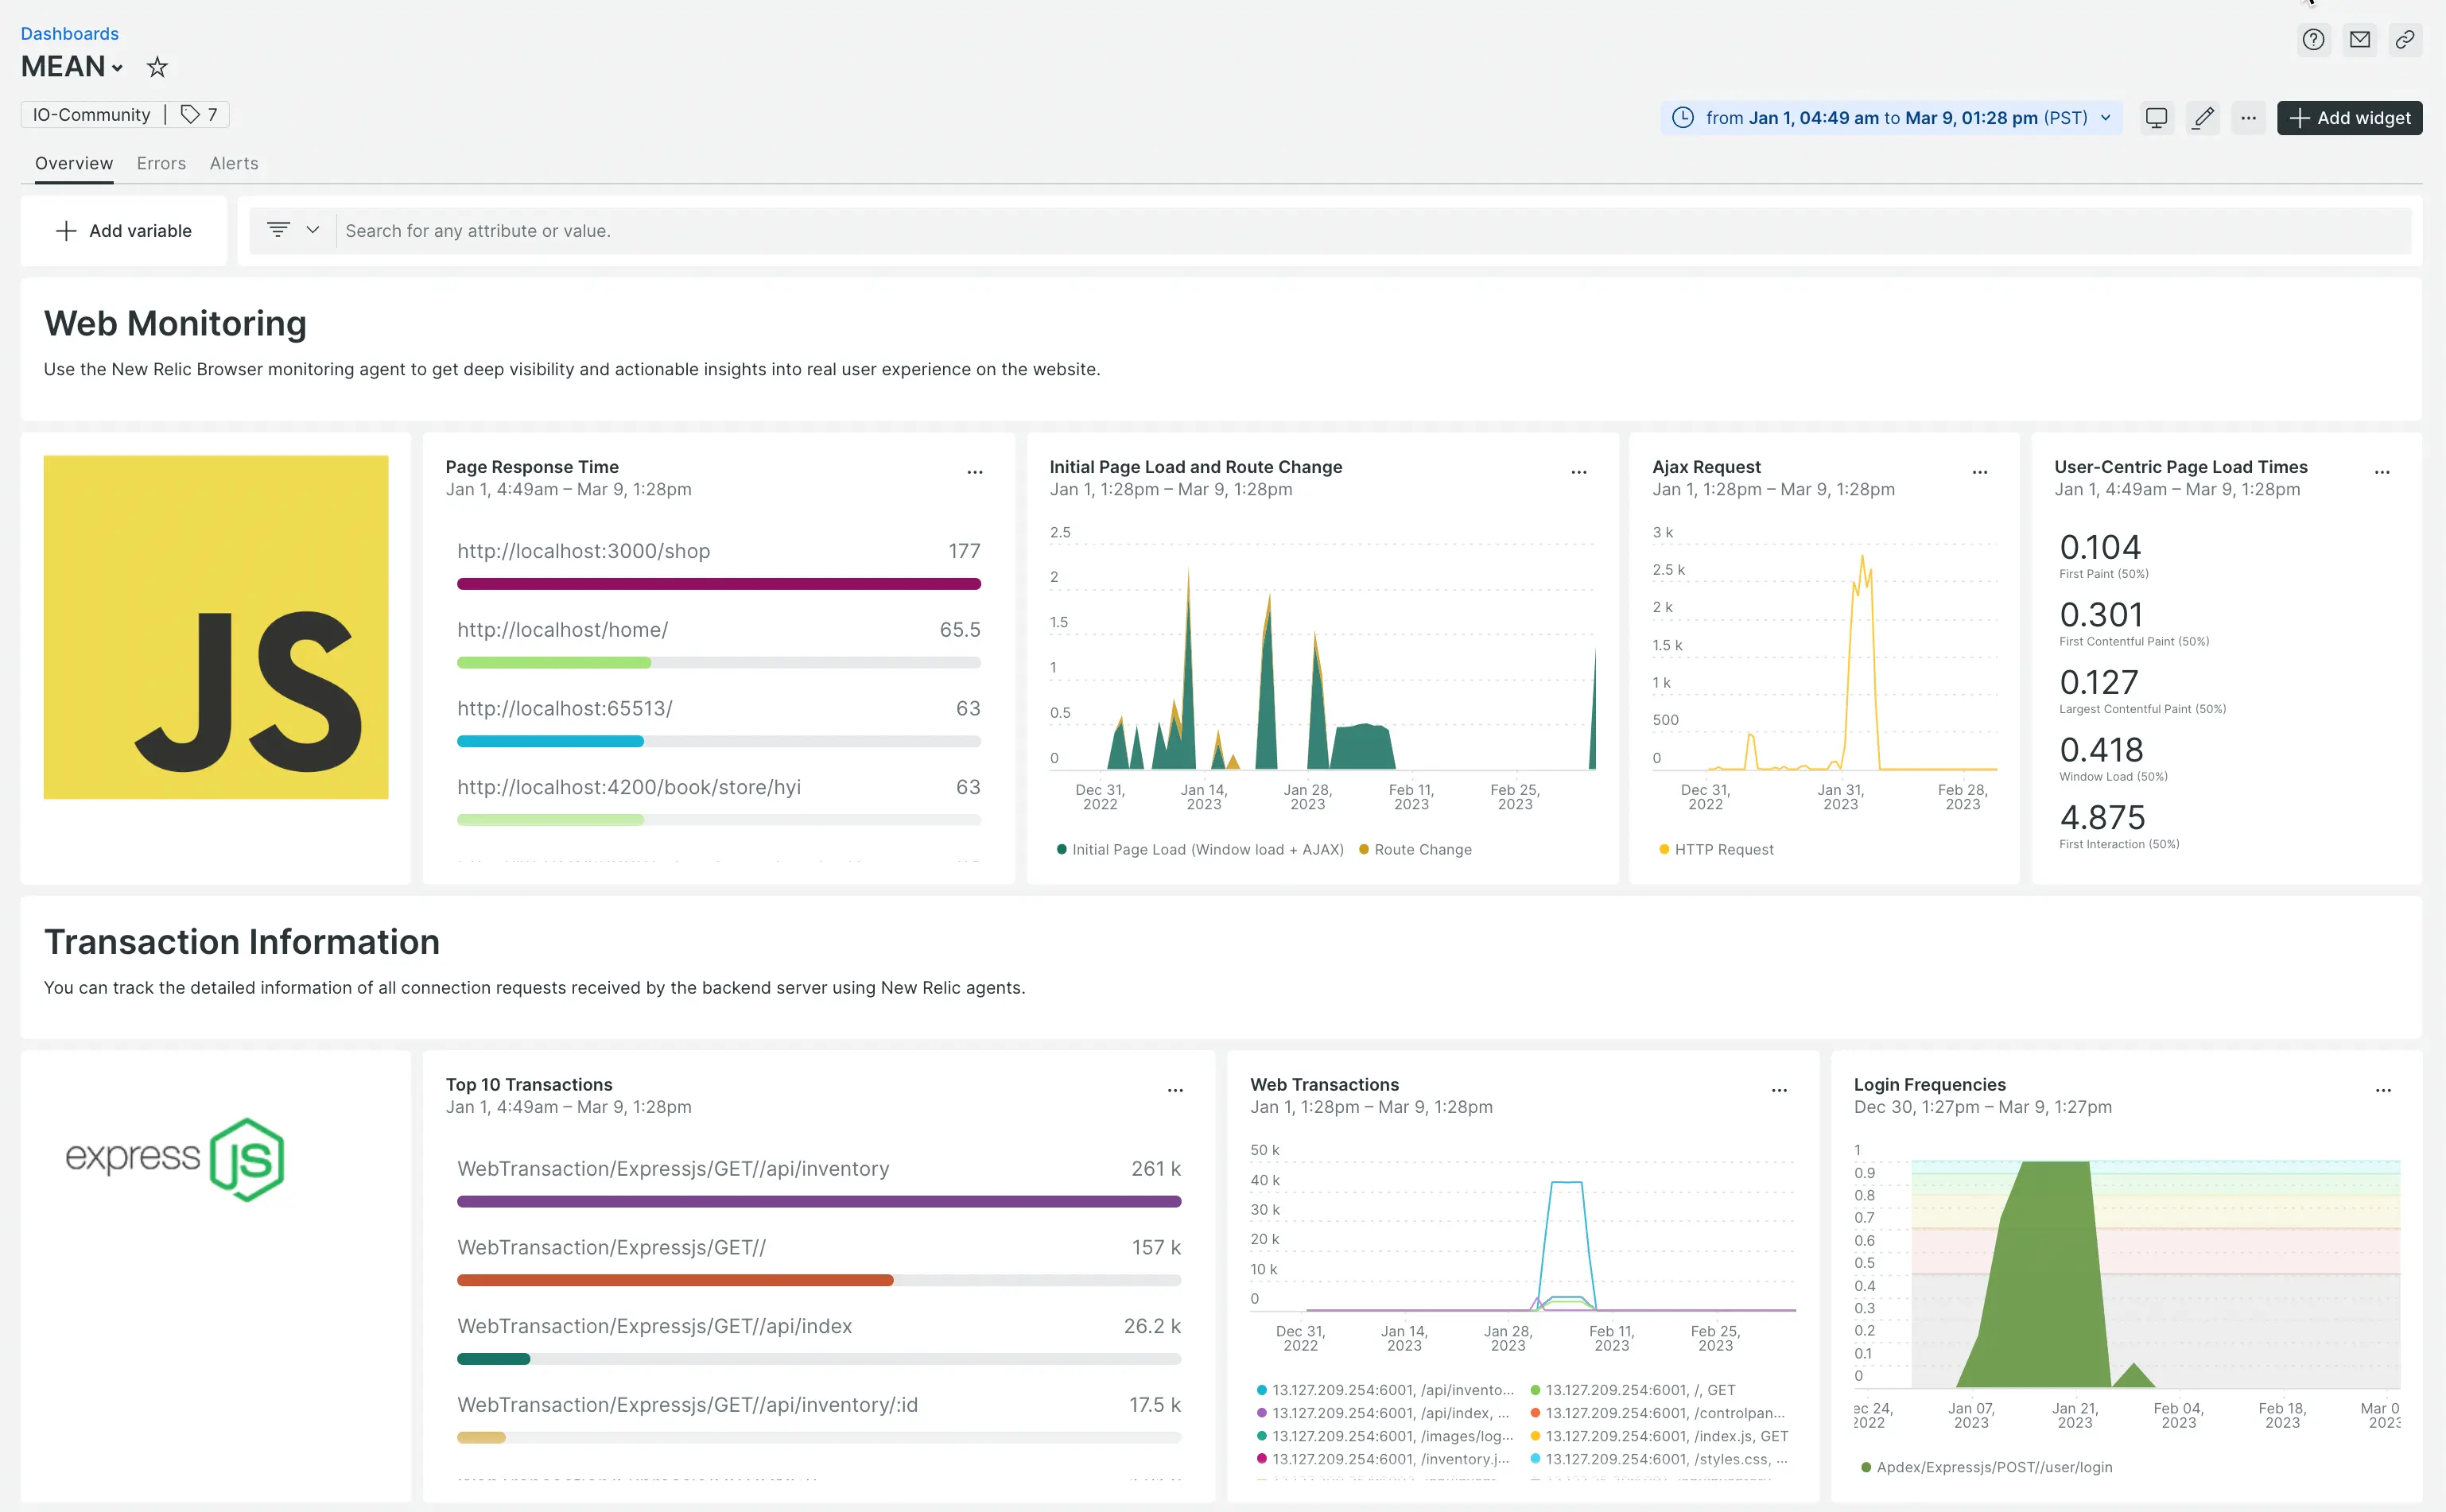 Dashboards
MEAN
IO-Community | 7
from Jan 1, 04:49 am to Mar 9, 01:28 pm (PST)
Add widget
Overview Errors Alerts
Add variable
Search for any attribute or value.
Web Monitoring
Use the New Relic Browser monitoring agent to get deep visibility and actionable insights into real user experience on the website.
JS
Page Response Time
Jan 1, 4:49am – Mar 9, 1:28pm
http://localhost:3000/shop 177
http://localhost/home/ 65.5
http://localhost:65513/ 63
http://localhost:4200/book/store/hyi 63
Initial Page Load and Route Change
Jan 1, 1:28pm – Mar 9, 1:28pm
2.5
2
1.5
1
0.5
0
Dec 31, 2022
Jan 14, 2023
Jan 28, 2023
Feb 11, 2023
Feb 25, 2023
Initial Page Load (Window load + AJAX) Route Change
Ajax Request
Jan 1, 1:28pm – Mar 9, 1:28pm
3 k
2.5 k
2 k
1.5 k
1 k
500
0
Dec 31, 2022
Jan 31, 2023
Feb 28, 2023
HTTP Request
User-Centric Page Load Times
Jan 1, 4:49am – Mar 9, 1:28pm
0.104
First Paint (50%)
0.301
First Contentful Paint (50%)
0.127
Largest Contentful Paint (50%)
0.418
Window Load (50%)
4.875
First Interaction (50%)
Transaction Information
You can track the detailed information of all connection requests received by the backend server using New Relic agents.
express JS
Top 10 Transactions
Jan 1, 4:49am – Mar 9, 1:28pm
WebTransaction/Expressjs/GET//api/inventory 261 k
WebTransaction/Expressjs/GET// 157 k
WebTransaction/Expressjs/GET//api/index 26.2 k
WebTransaction/Expressjs/GET//api/inventory/:id 17.5 k
Web Transactions
Jan 1, 1:28pm – Mar 9, 1:28pm
50 k
40 k
30 k
20 k
10 k
0
Dec 31, 2022
Jan 14, 2023
Jan 28, 2023
Feb 11, 2023
Feb 25, 2023
13.127.209.254:6001, /api/invento... 13.127.209.254:6001, /, GET
13.127.209.254:6001, /api/index, ... 13.127.209.254:6001, /controlpan...
13.127.209.254:6001, /images/log... 13.127.209.254:6001, /index.js, GET
13.127.209.254:6001, /inventory.j... 13.127.209.254:6001, /styles.css, ...
Login Frequencies
Dec 30, 1:27pm – Mar 9, 1:27pm
1
0.9
0.8
0.7
0.6
0.5
0.4
0.3
0.2
0.1
0
ec 24, 2022
Jan 07, 2023
Jan 21, 2023
Feb 04, 2023
Feb 18, 2023
Mar 0 2023
Apdex/Expressjs/POST//user/login